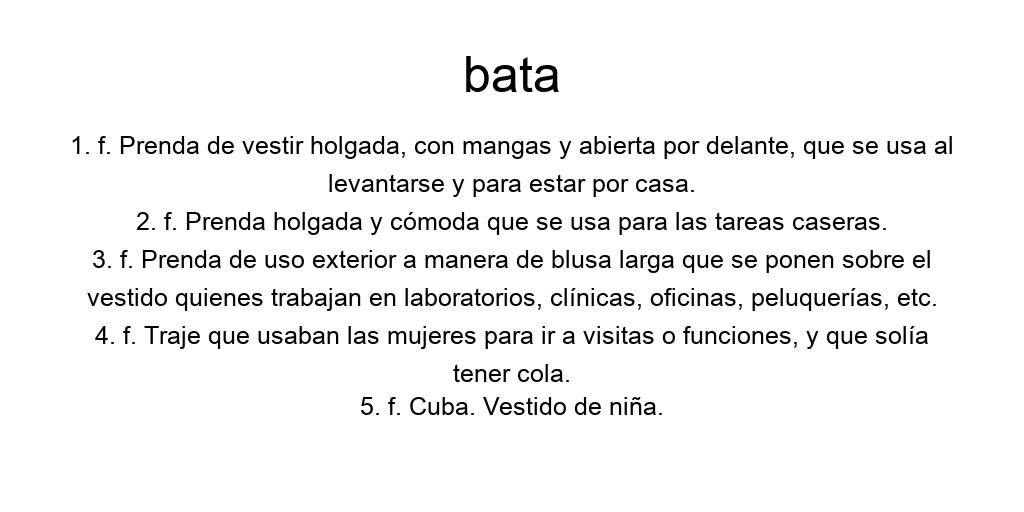 bata
1. f. Prenda de vestir holgada, con mangas y abierta por delante, que se usa al
levantarse y para estar por casa.
2. f. Prenda holgada y cómoda que se usa para las tareas caseras.
3. f. Prenda de uso exterior a manera de blusa larga que se ponen sobre el
vestido quienes trabajan en laboratorios, clínicas, oficinas, peluquerías, etc.
4. f. Traje que usaban las mujeres para ir a visitas o funciones, y que solía
tener cola.
5. f. Cuba. Vestido de niña.